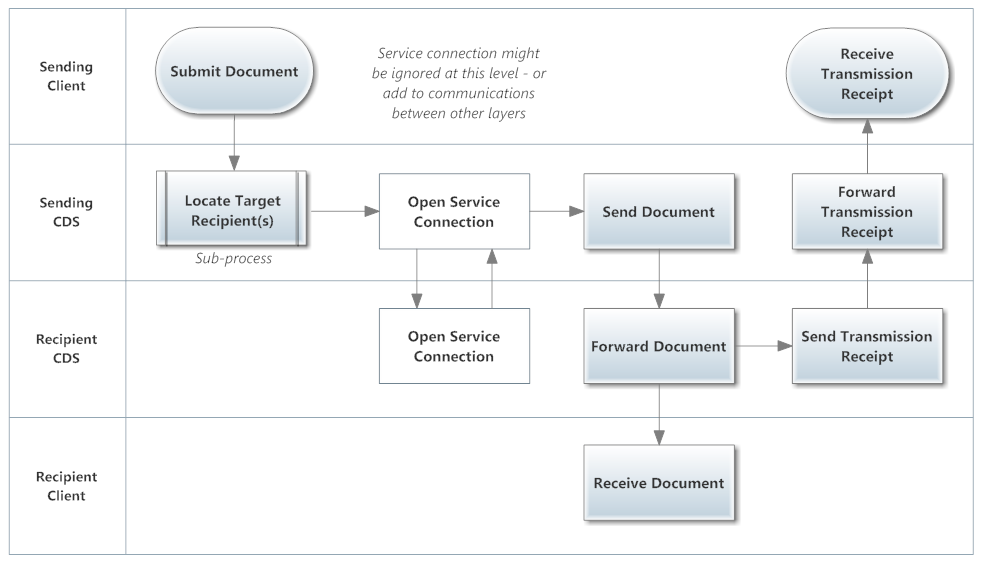 Sending
Client
Submit Document
Service connection might
be ignored at this level - or
add to communications
between other layers
Receive
Transmission
Receipt
Sending
CDS
Locate Target
Recipient(s)
Sub-process
Open Service
Connection
Send Document
Forward
Transmission
Receipt
Recipient
CDS
Open Service
Connection
Forward Document
Send Transmission
Receipt
Recipient
Client
Receive Document